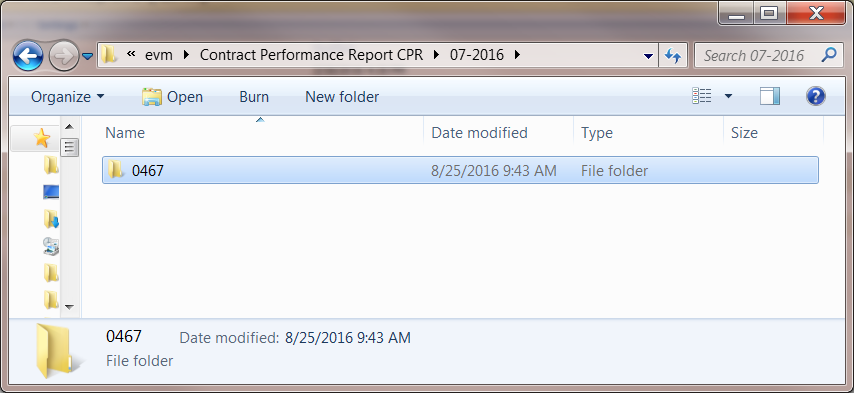 « evm Contract Performance Report CPR 07-2016 Search 07-2016
Organize Open Burn New folder
Name Date modified Type Size
0467 8/25/2016 9:43 AM File folder
0467 Date modified: 8/25/2016 9:43 AM
File folder